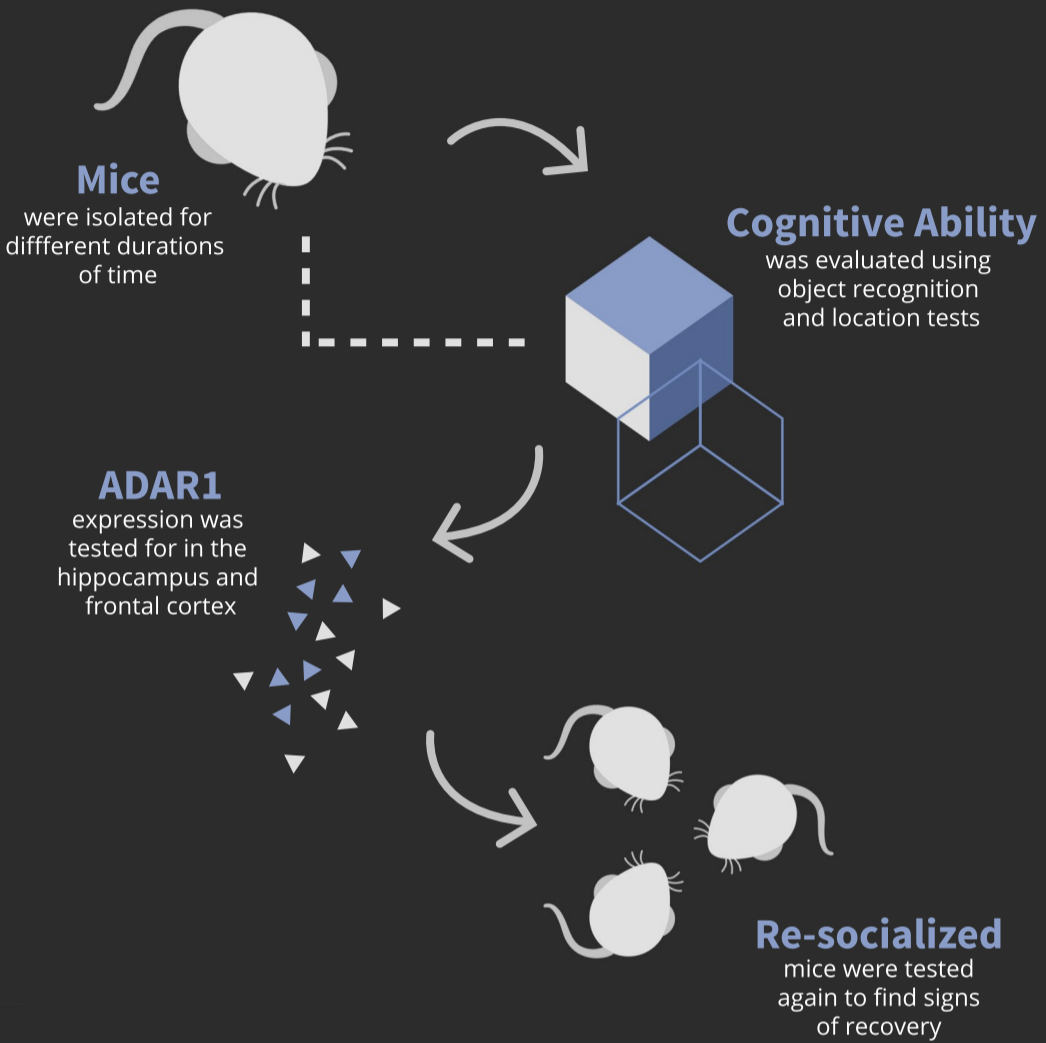 Mice
were isolated for
diffferent durations
of time
Cognitive Ability
was evaluated using
object recognition
and location tests
ADAR1
expression was
tested for in the
hippocampus and
frontal cortex
Re-socialized
mice were tested
again to find signs
of recovery